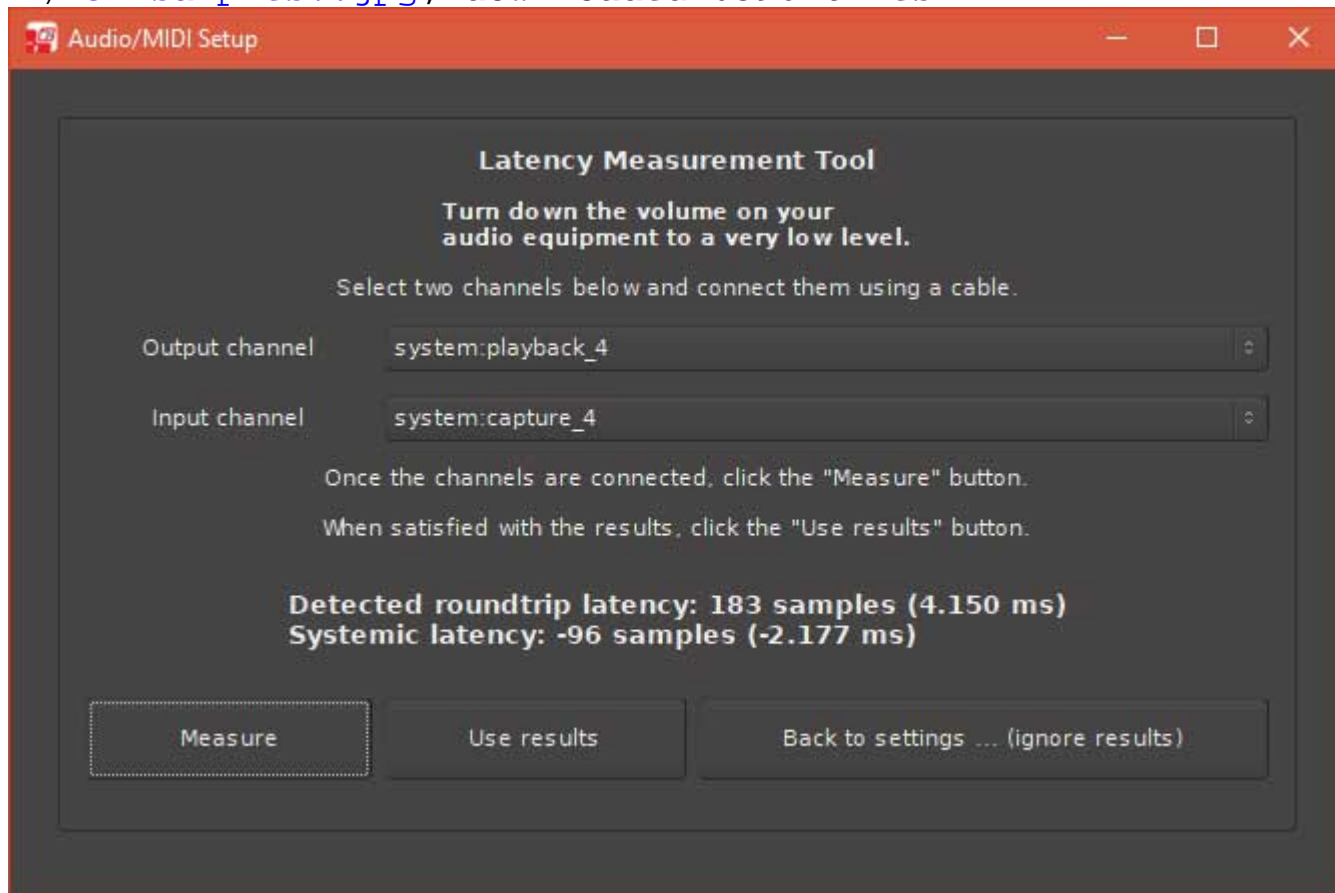 Audio/MIDI Setup
Latency Measurement Tool
Turn down the volume on your
audio equipment to a very low level.
Select two channels below and connect them using a cable.
Output channel system:playback_4
Input channel system:capture_4
Once the channels are connected, click the "Measure" button.
When satisfied with the results, click the "Use results" button.
Detected roundtrip latency: 183 samples (4.150 ms)
Systemic latency: -96 samples (-2.177 ms)
Measure Use results Back to settings ... (ignore results)